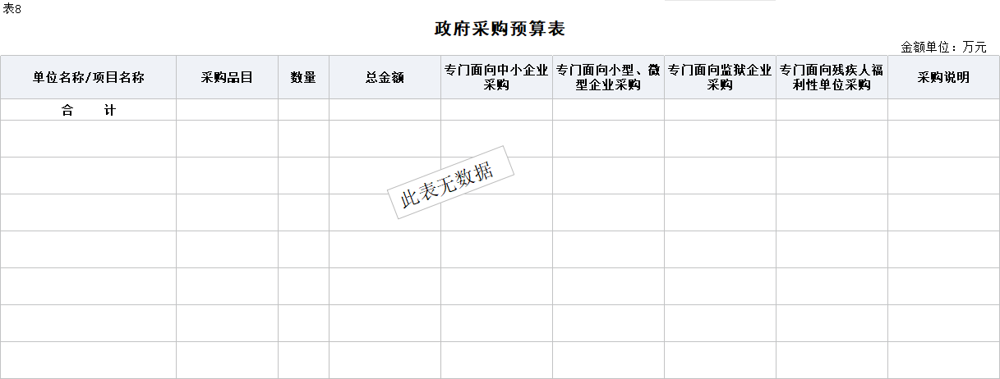 表8
政府采购预算表
金额单位：万元
单位名称/项目名称 采购品目 数量 总金额 专门面向中小企业采购 专门面向小型、微型企业采购 专门面向监狱企业采购 专门面向残疾人福利性单位采购 采购说明
合 计
此表无数据